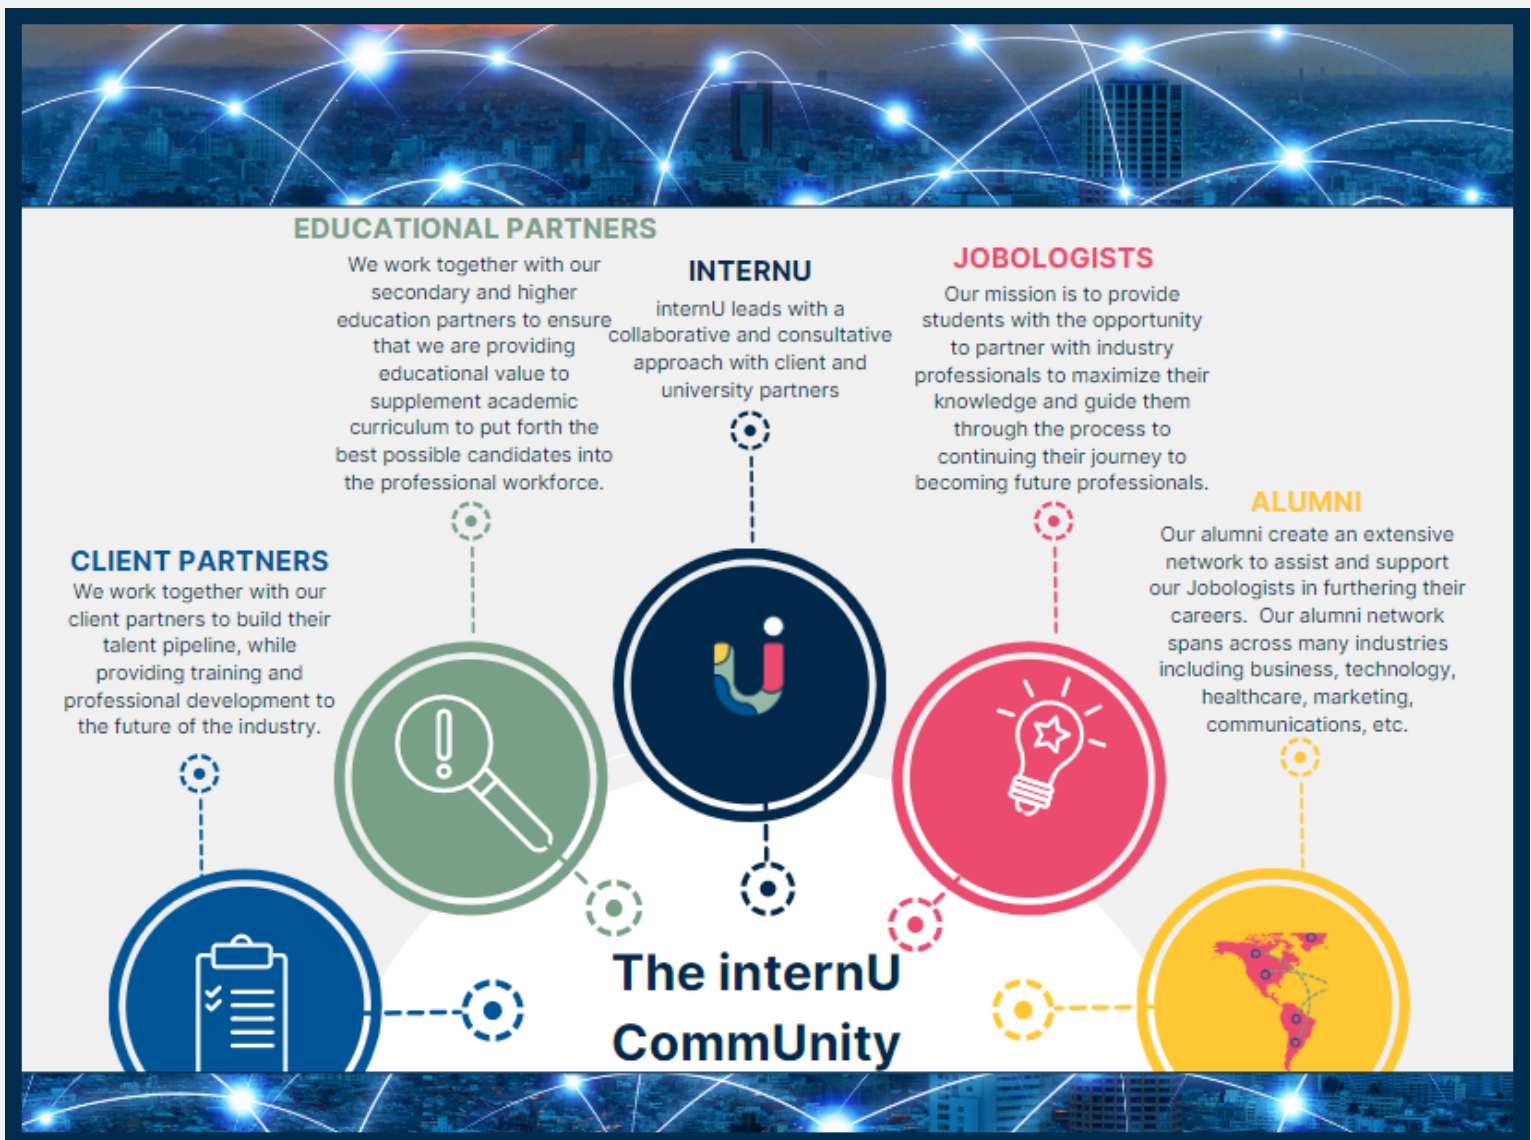 EDUCATIONAL PARTNERS
We work together with our
secondary and higher
education partners to ensure
that we are providing
educational value to
supplement academic
curriculum to put forth the
best possible candidates into
the professional workforce.
INTERNU
internU leads with a
collaborative and consultative
approach with client and
university partners
JOBOLOGISTS
Our mission is to provide
students with the opportunity
to partner with industry
professionals to maximize their
knowledge and guide them
through the process to
continuing their journey to
becoming future professionals.
ALUMNI
Our alumni create an extensive
network to assist and support
our Jobologists in furthering their
careers. Our alumni network
spans across many industries
including business, technology,
healthcare, marketing,
communications, etc.
CLIENT PARTNERS
We work together with our
client partners to build their
talent pipeline, while
providing training and
professional development to
the future of the industry.
The internU
CommUnity